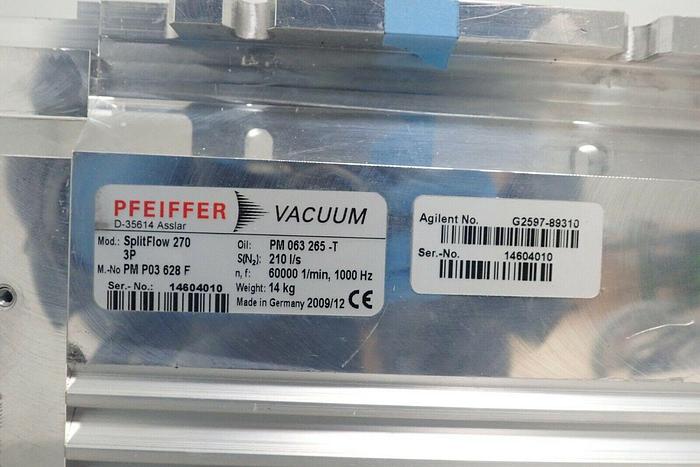 PFEIFFER VACUUM
D-35614 Asslar
Mod.: SplitFlow 270
3P
M.-No PM P03 628 F
Ser.- No.: 14604010
Oil: PM 063 265 -T
S(N₂): 210 l/s
n, f: 60000 1/min, 1000 Hz
Weight: 14 kg
Made in Germany 2009/12 CE
Agilent No. G2597-89310
Ser.-No. 14604010